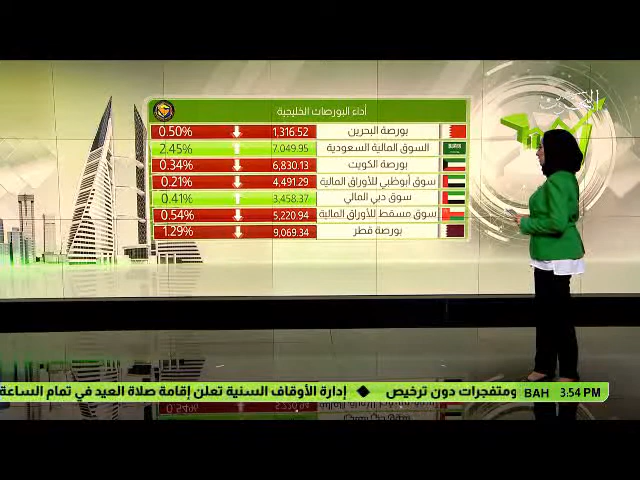 البحرين
أداء البورصات الخليجية
بورصة البحرين 1,316.52 0.50%
السوق المالية السعودية 7,049.95 2.45%
بورصة الكويت 6,830.13 0.34%
سوق أبوظبي للأوراق المالية 4,491.29 0.21%
سوق دبي المالي 3,458.37 0.41%
سوق مسقط للأوراق المالية 5,220.94 0.54%
بورصة قطر 9,069.34 1.29%
3:54 PM BAH ومتفجرات دون ترخيص ◆ إدارة الأوقاف السنية تعلن إقامة صلاة العيد في تمام الساعة